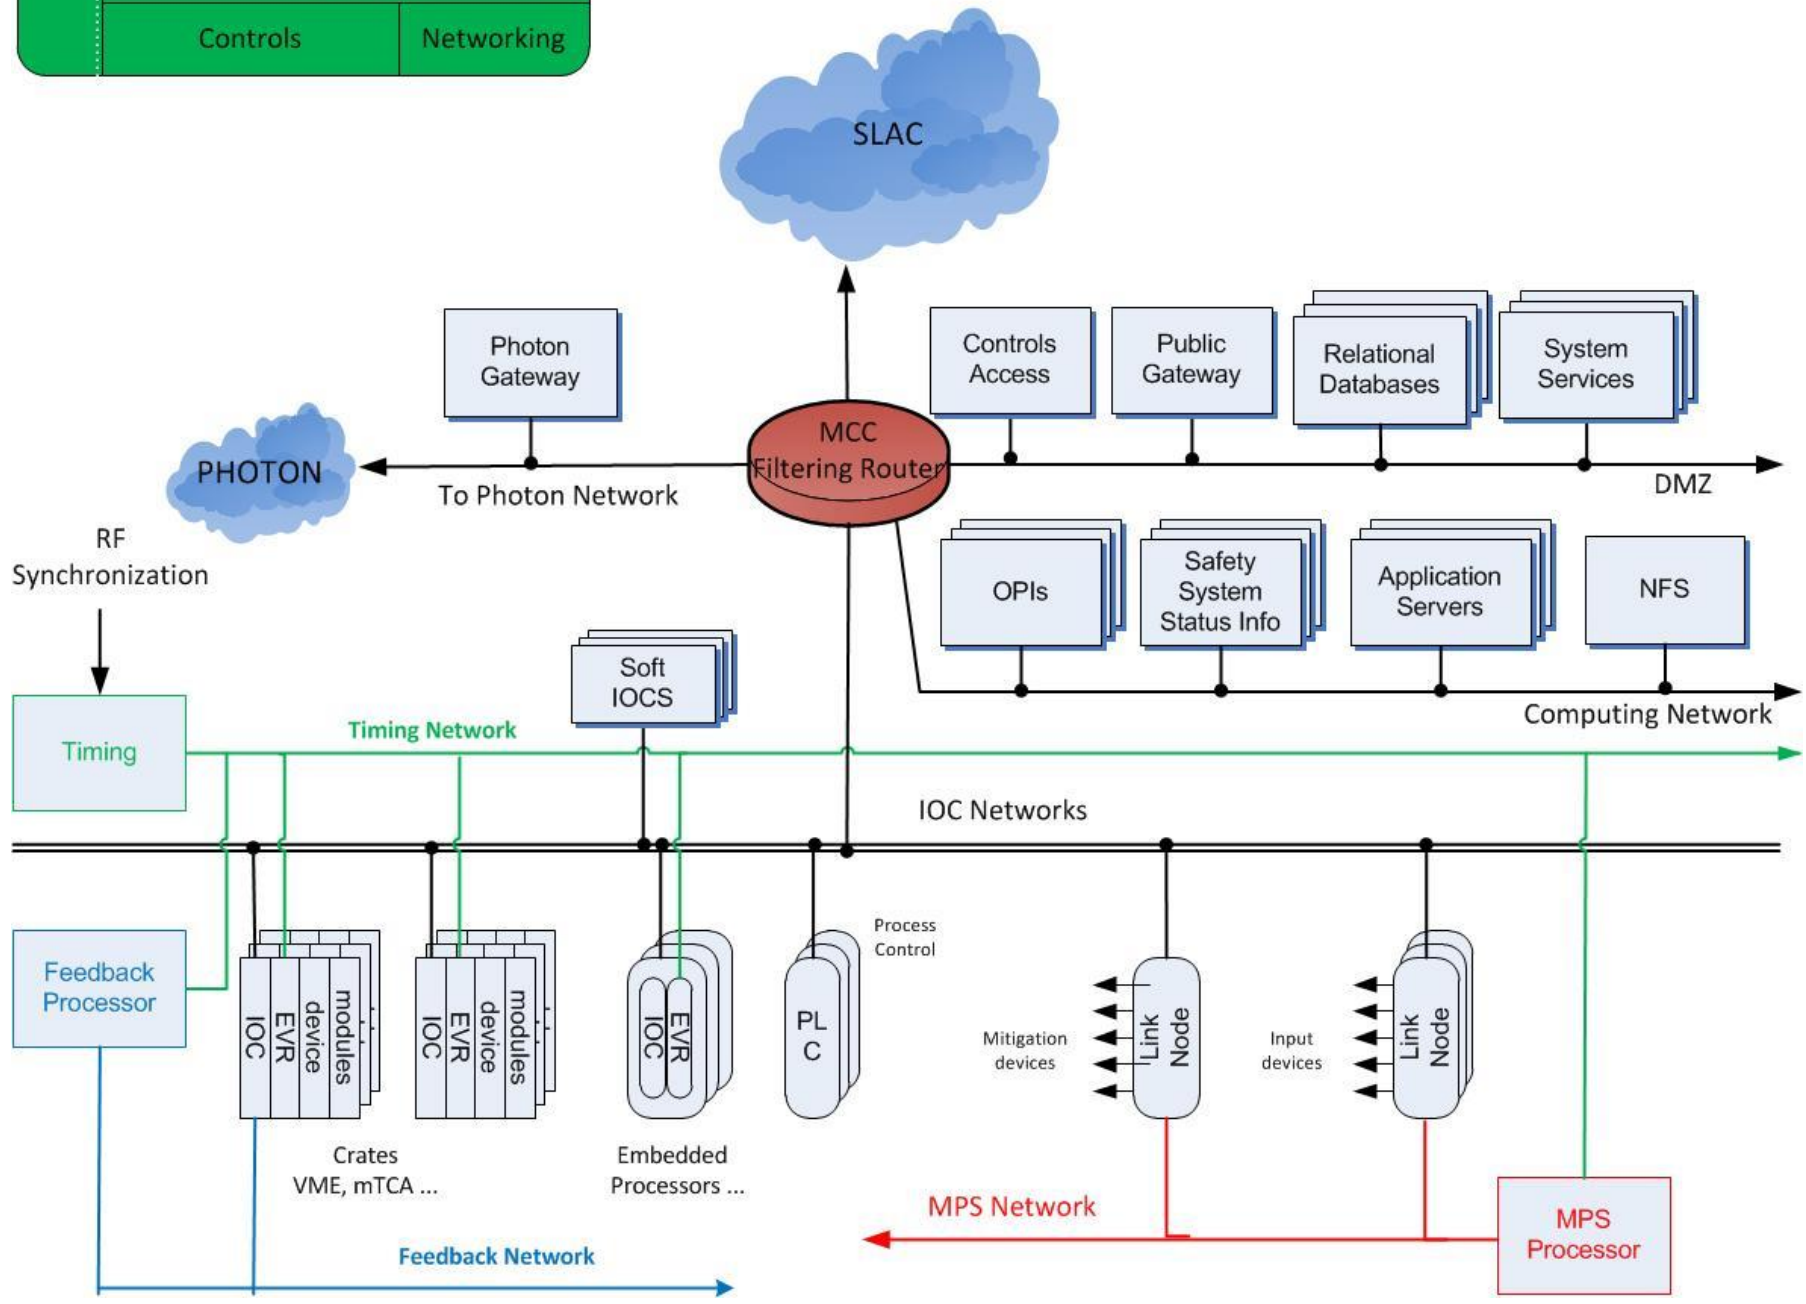 Controls
Networking
SLAC
Photon
Gateway
Controls
Access
Public
Gateway
Relational
Databases
System
Services
MCC
Filtering Router
PHOTON
To Photon Network
DMZ
RF
Synchronization
OPIs
Safety
System
Status Info
Application
Servers
NFS
Soft
IOCS
Computing Network
Timing
Timing Network
IOC Networks
Feedback
Processor
IOC
EVR
device
modules
IOC
EVR
device
modules
IOC
EVR
PL
C
Process
Control
Mitigation
devices
Link
Node
Input
devices
Link
Node
Crates
VME, mTCA ...
Embedded
Processors ...
MPS Network
MPS
Processor
Feedback Network